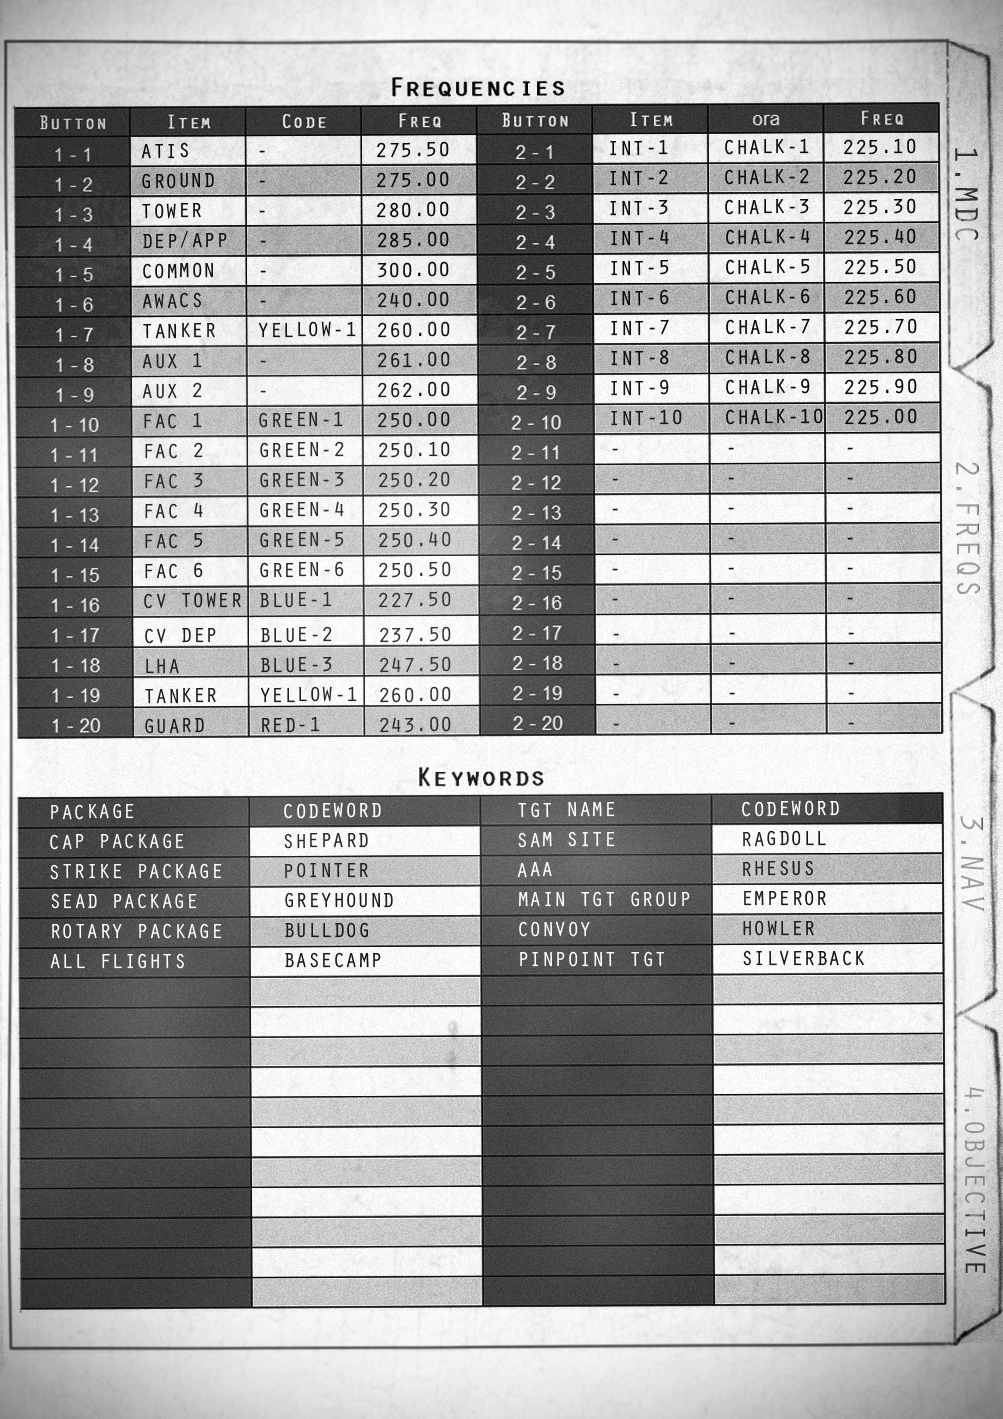 FREQUENCIES
BUTTON ITEM CODE FREQ BUTTON ITEM ora FREQ
1-1 ATIS - 275.50 2-1 INT-1 CHALK-1 225.10
1-2 GROUND - 275.00 2-2 INT-2 CHALK-2 225.20
1-3 TOWER - 280.00 2-3 INT-3 CHALK-3 225.30
1-4 DEP/APP - 285.00 2-4 INT-4 CHALK-4 225.40
1-5 COMMON - 300.00 2-5 INT-5 CHALK-5 225.50
1-6 AWACS - 240.00 2-6 INT-6 CHALK-6 225.60
1-7 TANKER YELLOW-1 260.00 2-7 INT-7 CHALK-7 225.70
1-8 AUX 1 - 261.00 2-8 INT-8 CHALK-8 225.80
1-9 AUX 2 - 262.00 2-9 INT-9 CHALK-9 225.90
1-10 FAC 1 GREEN-1 250.00 2-10 INT-10 CHALK-10 225.00
1-11 FAC 2 GREEN-2 250.10 2-11 - - -
1-12 FAC 3 GREEN-3 250.20 2-12 - - -
1-13 FAC 4 GREEN-4 250.30 2-13 - - -
1-14 FAC 5 GREEN-5 250.40 2-14 - - -
1-15 FAC 6 GREEN-6 250.50 2-15 - - -
1-16 CV TOWER BLUE-1 227.50 2-16 - - -
1-17 CV DEP BLUE-2 237.50 2-17 - - -
1-18 LHA BLUE-3 247.50 2-18 - - -
1-19 TANKER YELLOW-1 260.00 2-19 - - -
1-20 GUARD RED-1 243.00 2-20 - - -
KEYWORDS
PACKAGE CODEWORD TGT NAME CODEWORD
CAP PACKAGE SHEPARD SAM SITE RAGDOLL
STRIKE PACKAGE POINTER AAA RHESUS
SEAD PACKAGE GREYHOUND MAIN TGT GROUP EMPEROR
ROTARY PACKAGE BULLDOG CONVOY HOWLER
ALL FLIGHTS BASECAMP PINPOINT TGT SILVERBACK
1.MDC
2.FREQS
3.NAV
4.OBJECTIVE